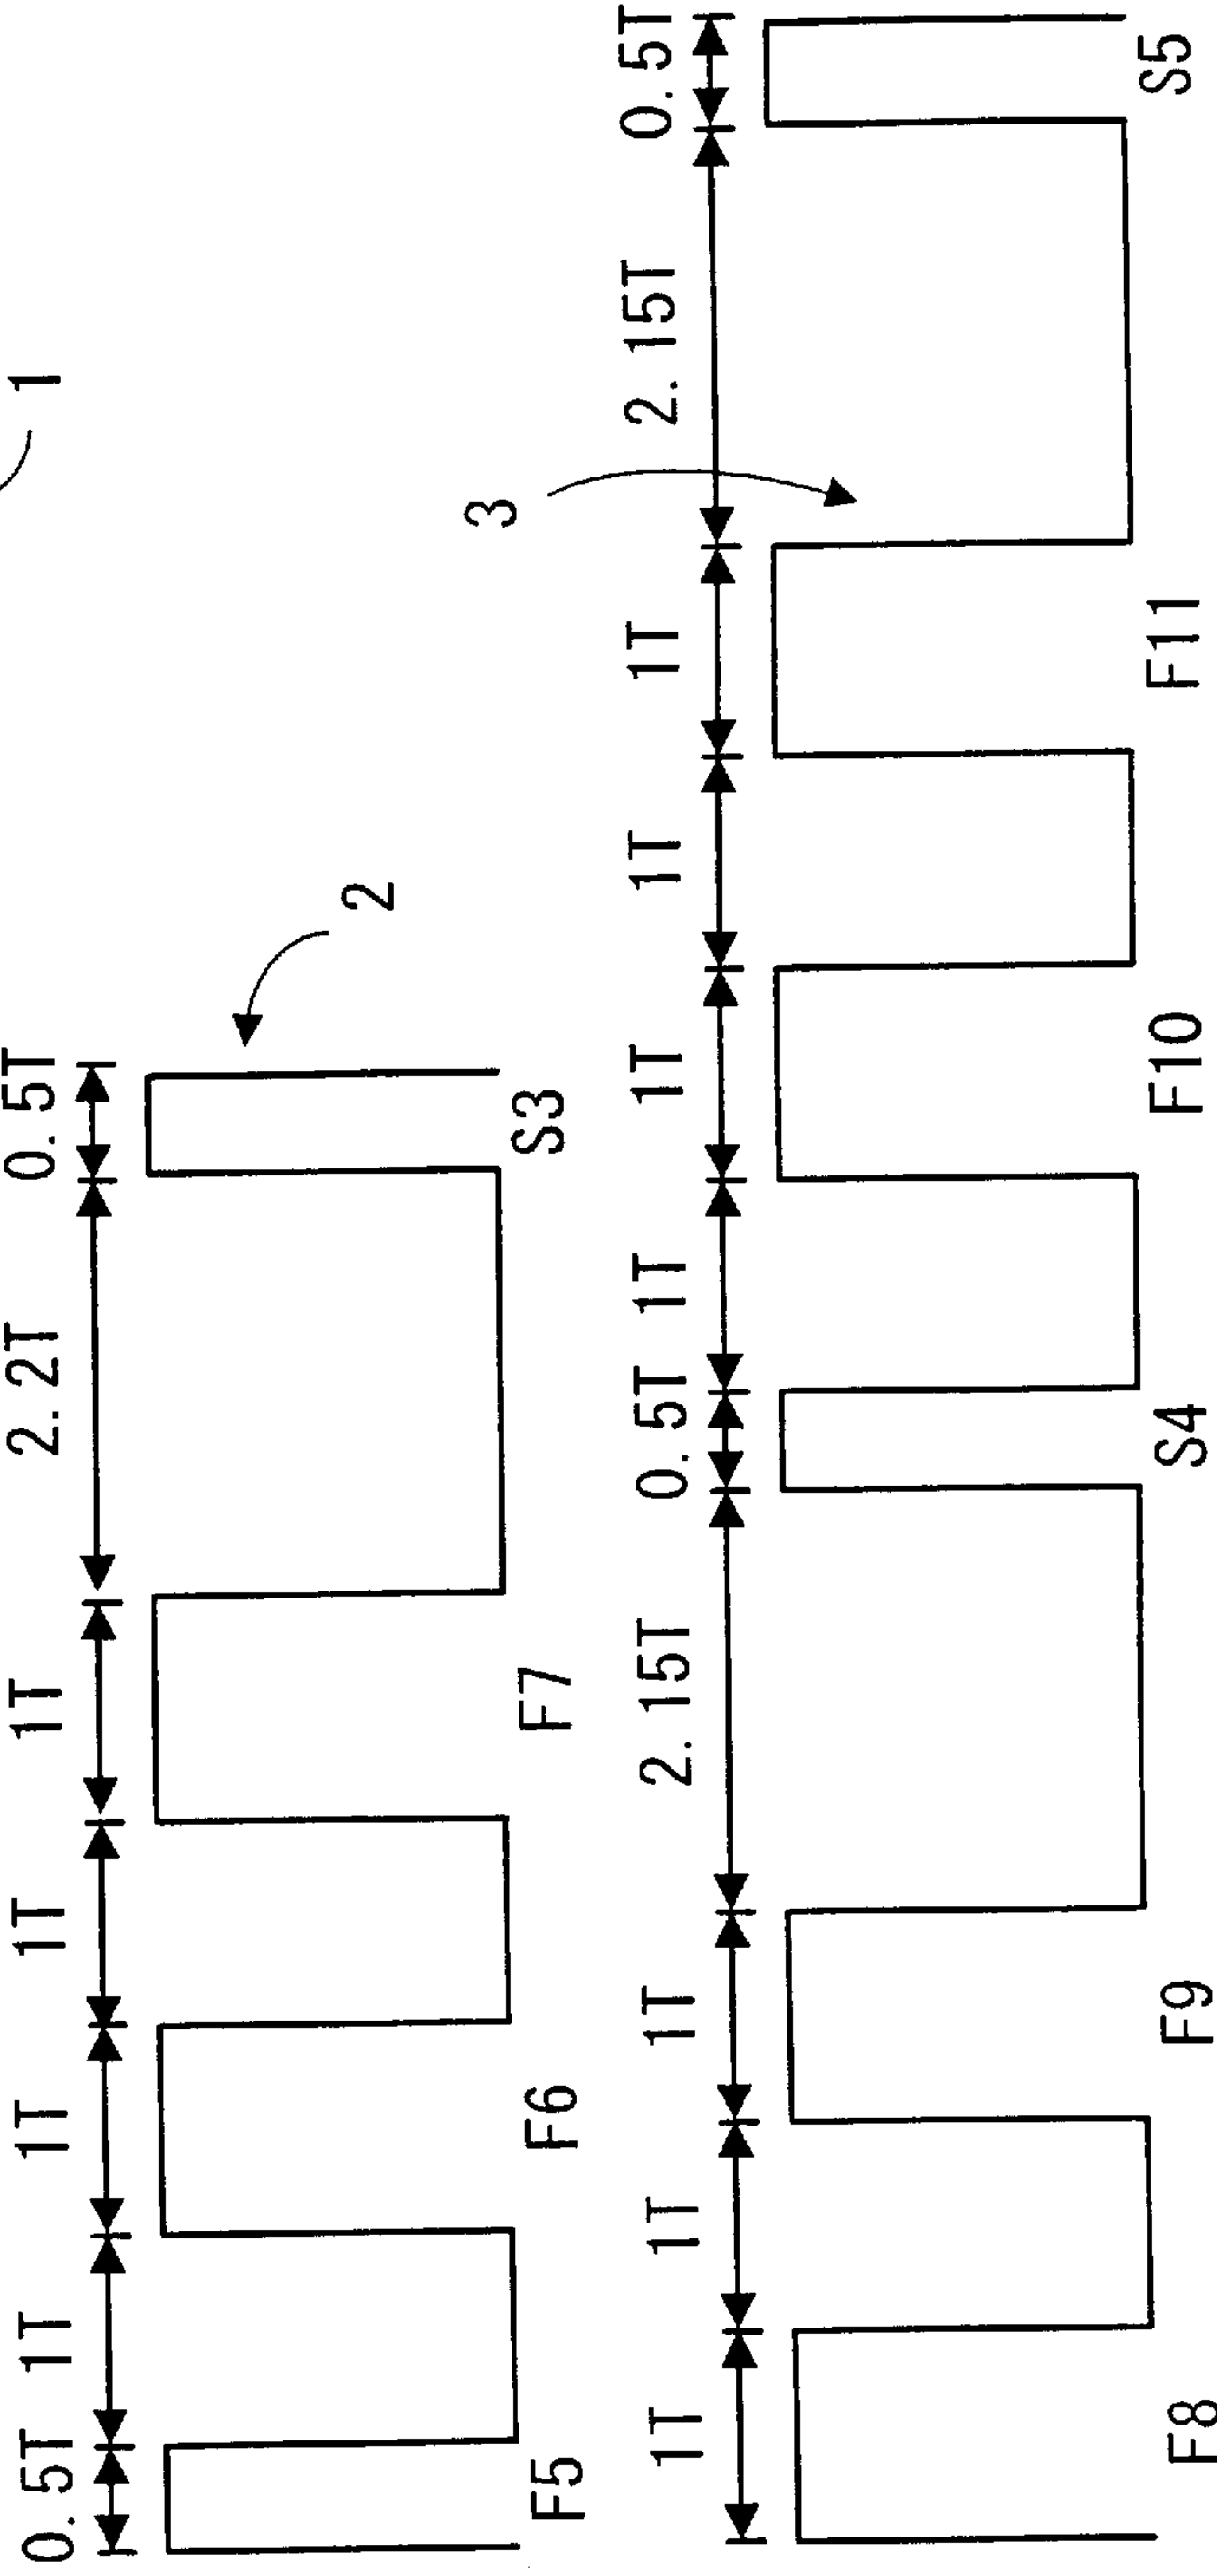 1
0.5T 1T 1T 1T 1T 2.2T 0.5T
2
F5 F6 F7 S3
3
1T 1T 1T 2.15T 0.5T 1T 1T 1T 1T 2.15T 0.5T
F8 F9 S4 F10 F11 S5